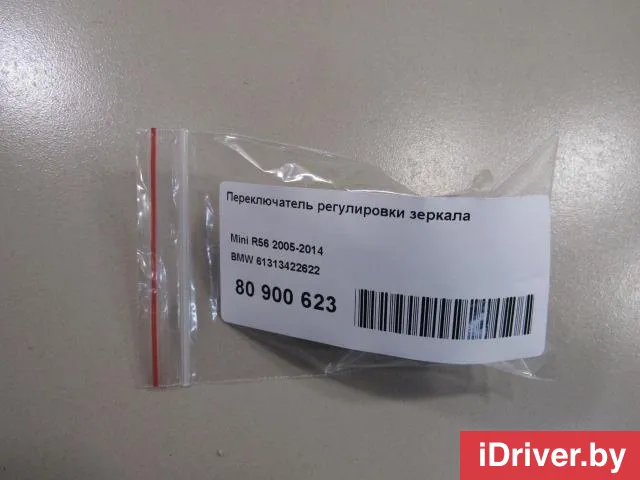 Переключатель регулировки зеркала
Mini R56 2005-2014
BMW 61313422622
80 900 623
iDriver.by